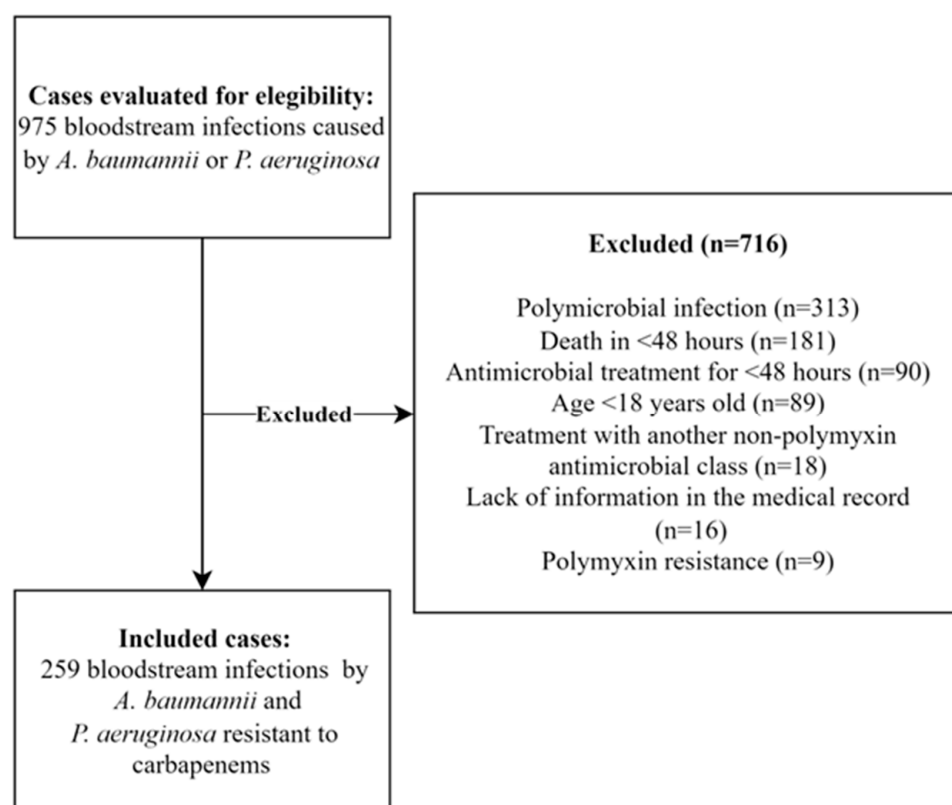 Cases evaluated for elegibility:
975 bloodstream infections caused
by A. baumannii or P. aeruginosa
Excluded (n=716)
Polymicrobial infection (n=313)
Death in <48 hours (n=181)
Antimicrobial treatment for <48 hours (n=90)
Age <18 years old (n=89)
Treatment with another non-polymyxin
antimicrobial class (n=18)
Lack of information in the medical record
(n=16)
Polymyxin resistance (n=9)
Excluded
Included cases:
259 bloodstream infections by
A. baumannii and
P. aeruginosa resistant to
carbapenems